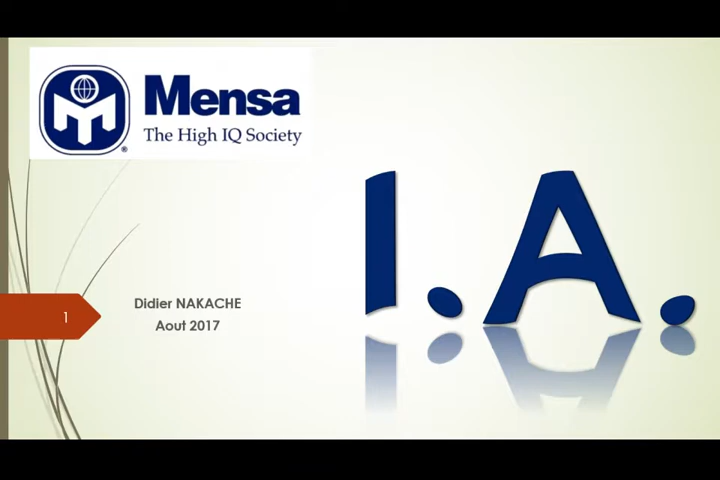 Mensa
The High IQ Society
®
I.A.
Didier NAKACHE
Aout 2017
1